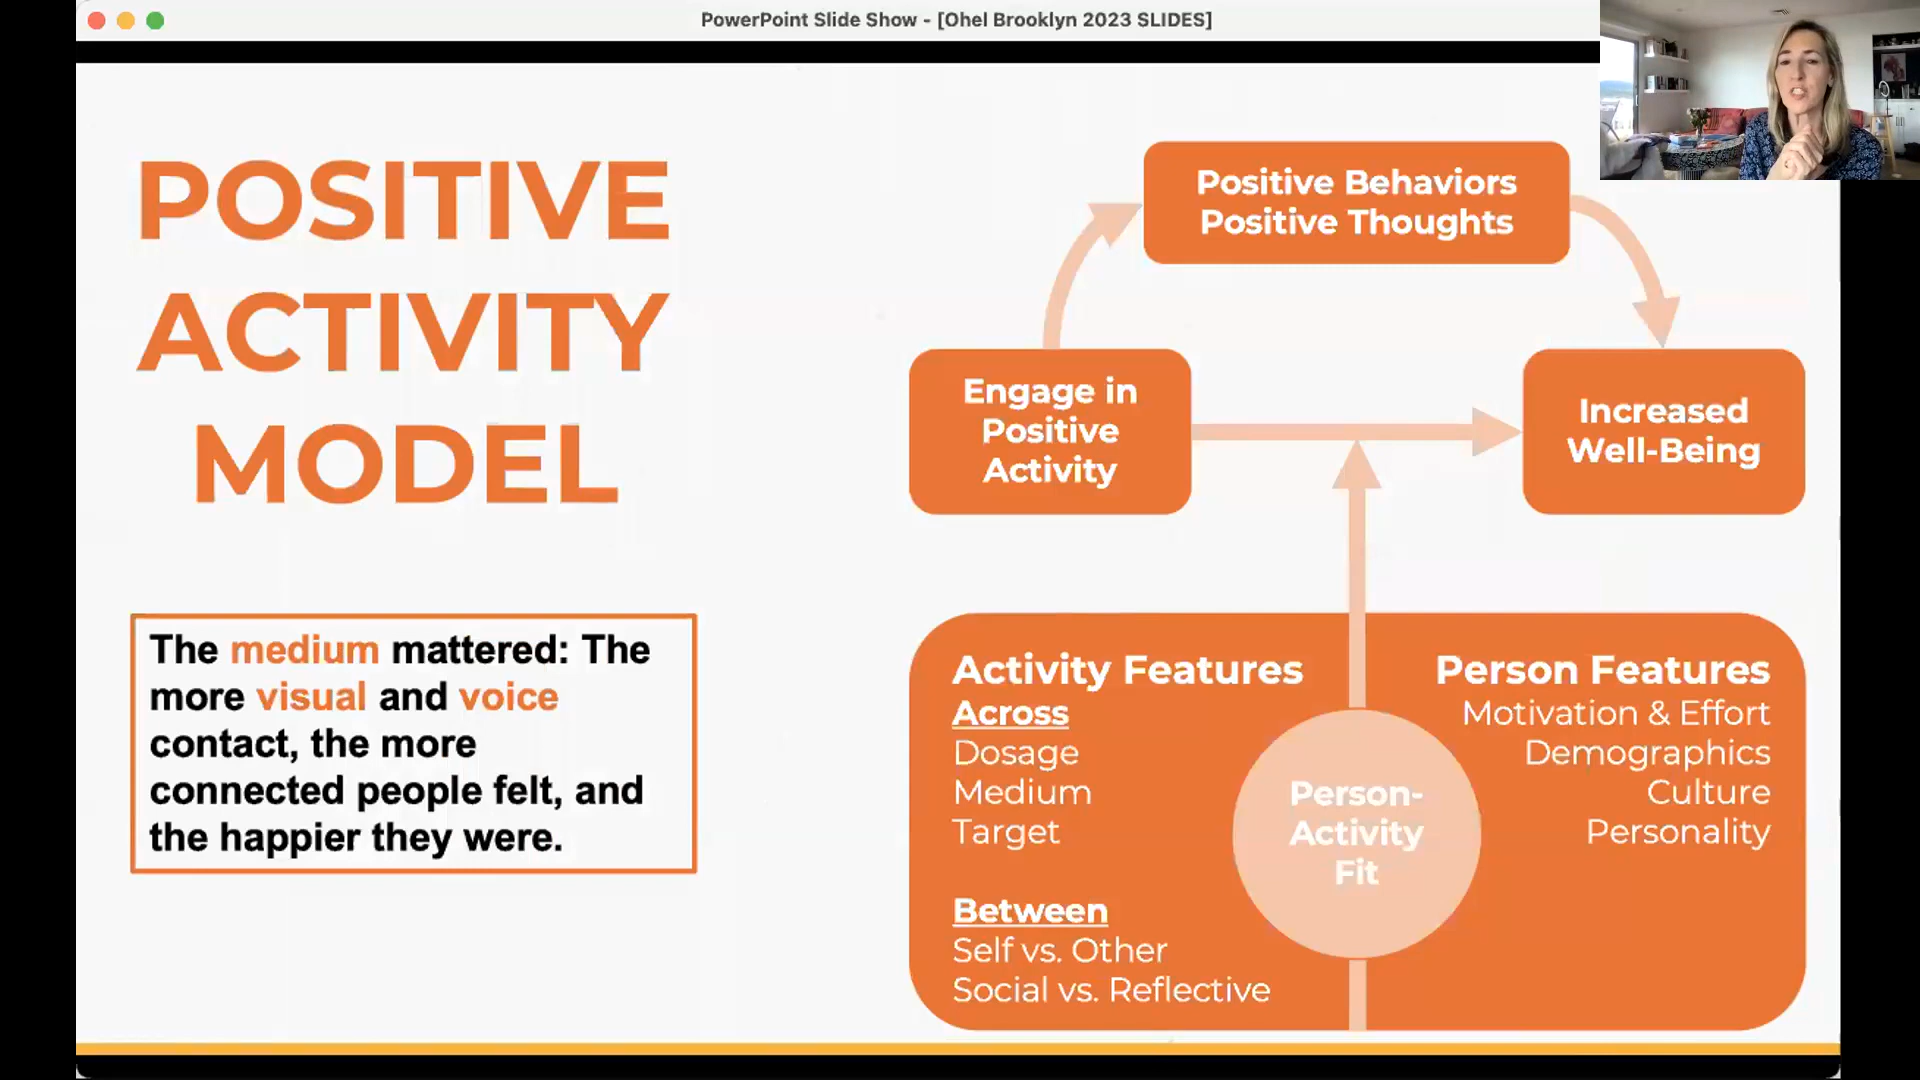 PowerPoint Slide Show - [Ohel Brooklyn 2023 SLIDES]
POSITIVE
ACTIVITY
MODEL
The medium mattered: The
more visual and voice
contact, the more
connected people felt, and
the happier they were.
Positive Behaviors
Positive Thoughts
Engage in
Positive
Activity
Increased
Well-Being
Activity Features
Across
Dosage
Medium
Target
Between
Self vs. Other
Social vs. Reflective
Person-
Activity
Fit
Person Features
Motivation & Effort
Demographics
Culture
Personality